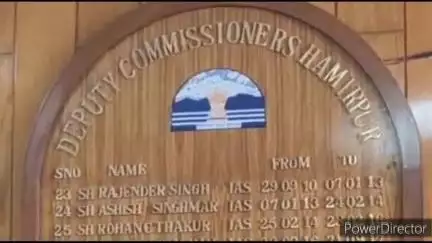 DEPUTY COMMISSIONERS HAMIRPUR
SNO NAME FROM TO
23 SH RAJENDER SINGH IAS 29 09 10 07 01 13
24 SH ASHISH SINGHMAR IAS 07 01 13 24 02 14
25 SH ROHAN C THAKUR IAS 25 02 14
PowerDirector